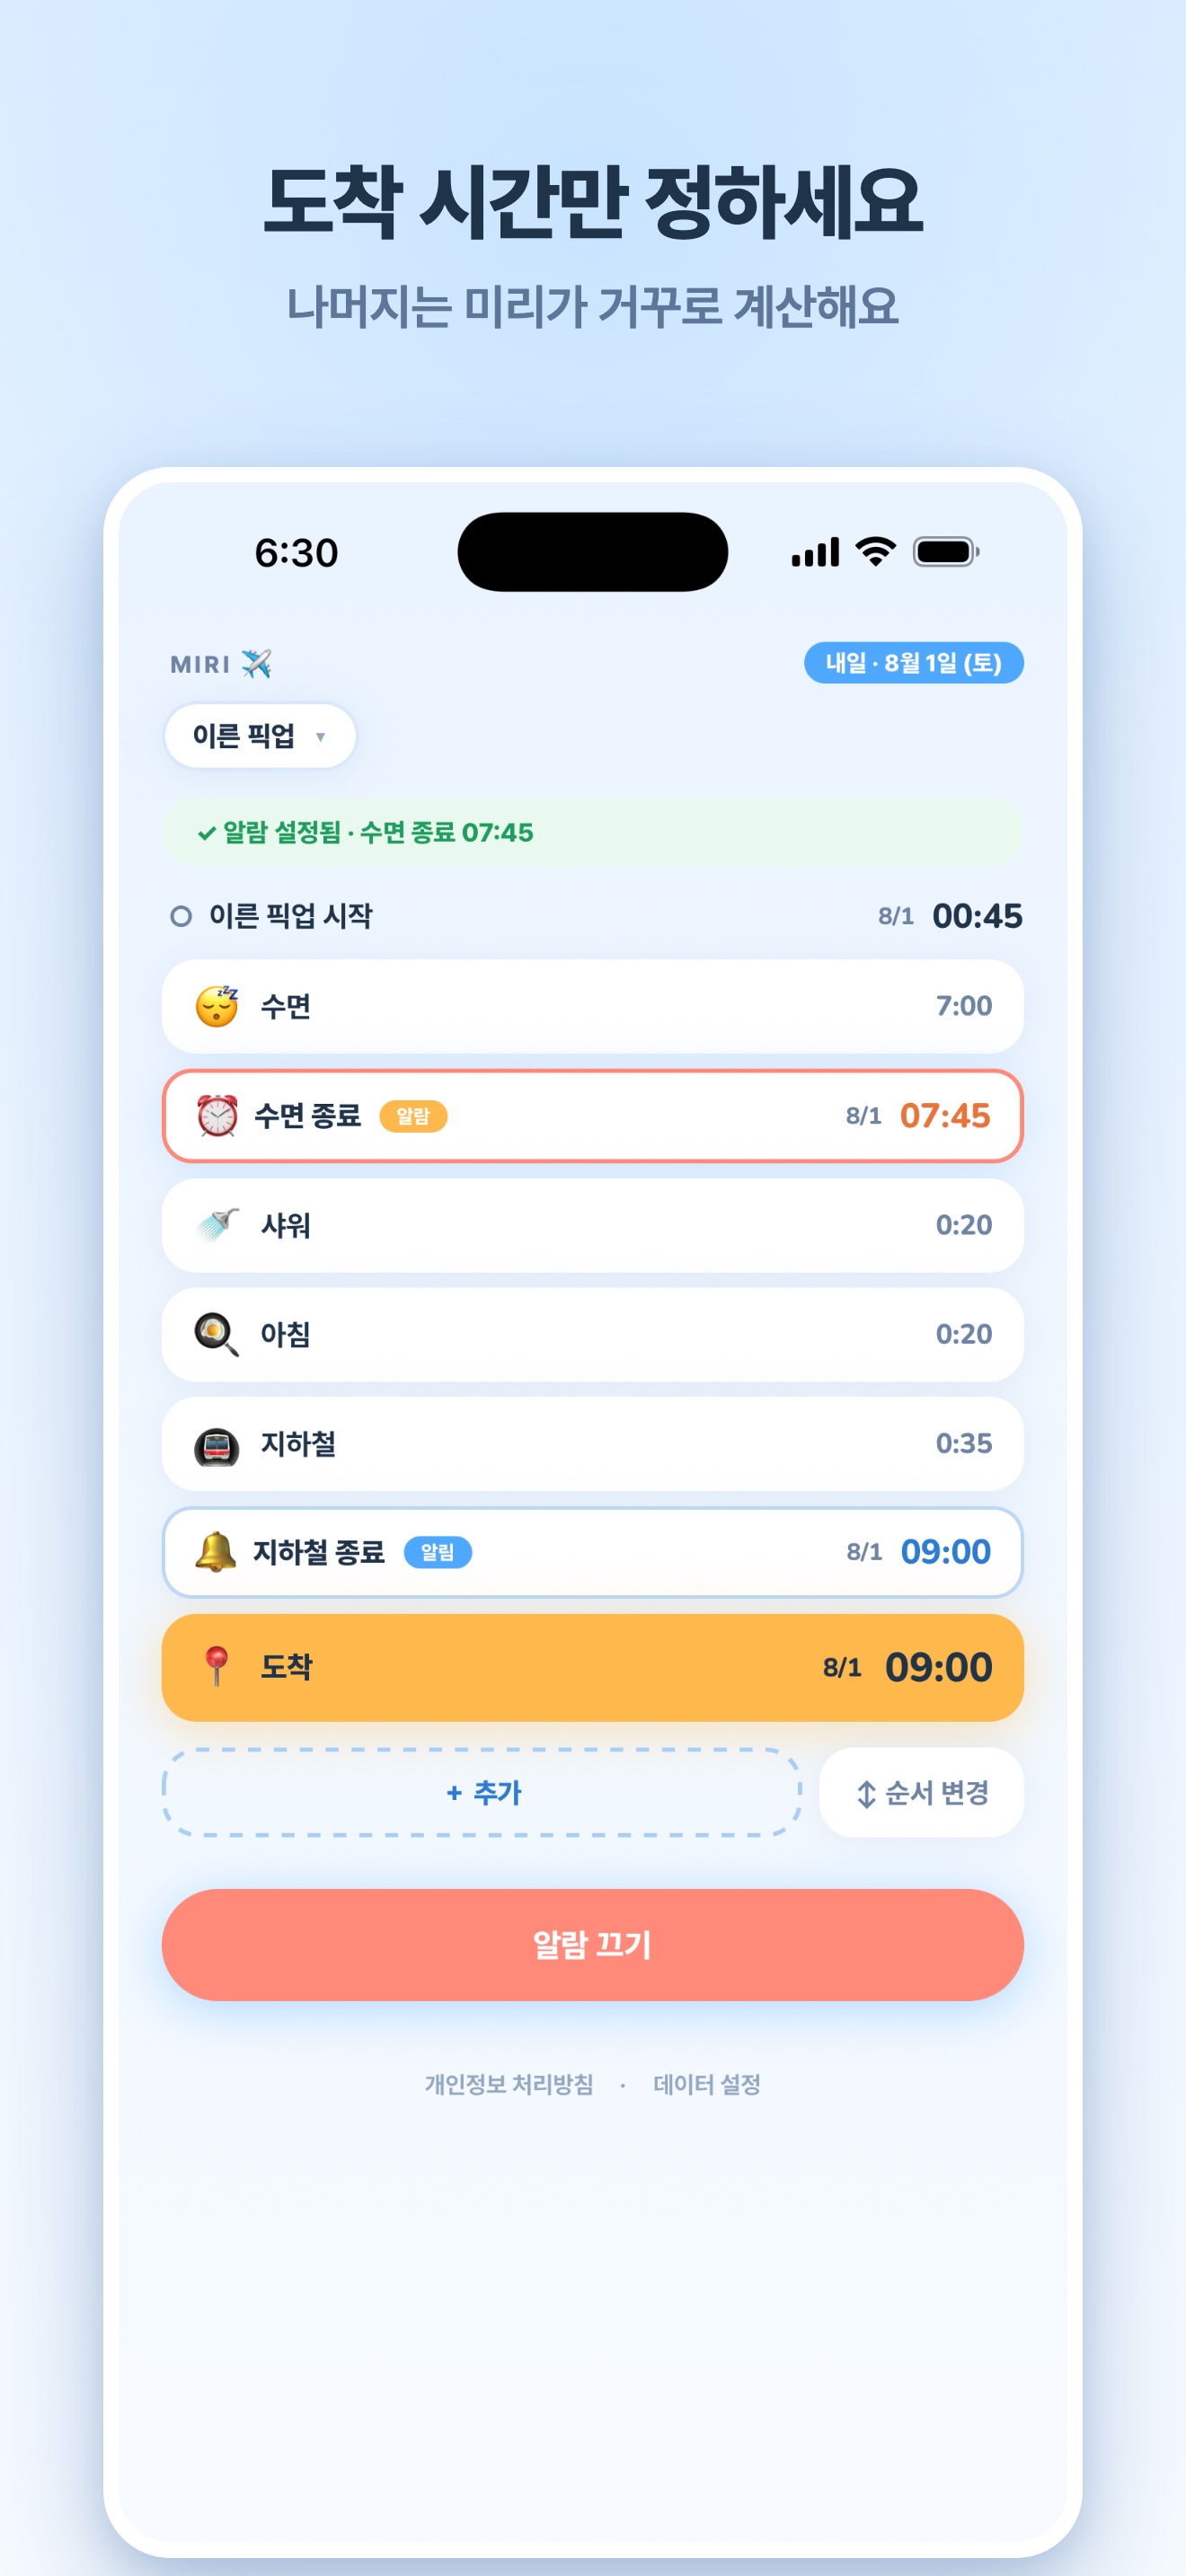 도착 시간만 정하세요
나머지는 미리가 거꾸로 계산해요
6:30
MIRI ✈️ 내일 · 8월 1일 (토)
이른 픽업 ▼
✓ 알람 설정됨 · 수면 종료 07:45
이른 픽업 시작 8/1 00:45
수면 7:00
수면 종료 알람 8/1 07:45
샤워 0:20
아침 0:20
지하철 0:35
지하철 종료 알림 8/1 09:00
도착 8/1 09:00
+ 추가 ↕ 순서 변경
알람 끄기
개인정보 처리방침 · 데이터 설정